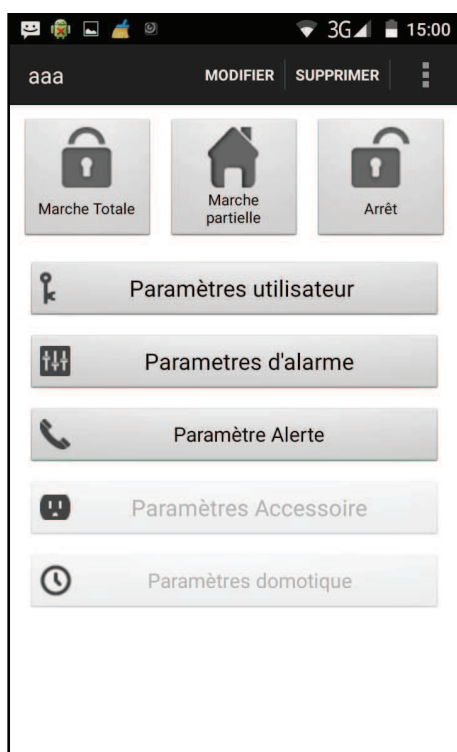 3G 15:00
aaa MODIFIER SUPPRIMER
Marche Totale
Marche
partielle
Arrêt
Paramètres utilisateur
Parametres d'alarme
Paramètre Alerte
Paramètres Accessoire
Paramètres domotique